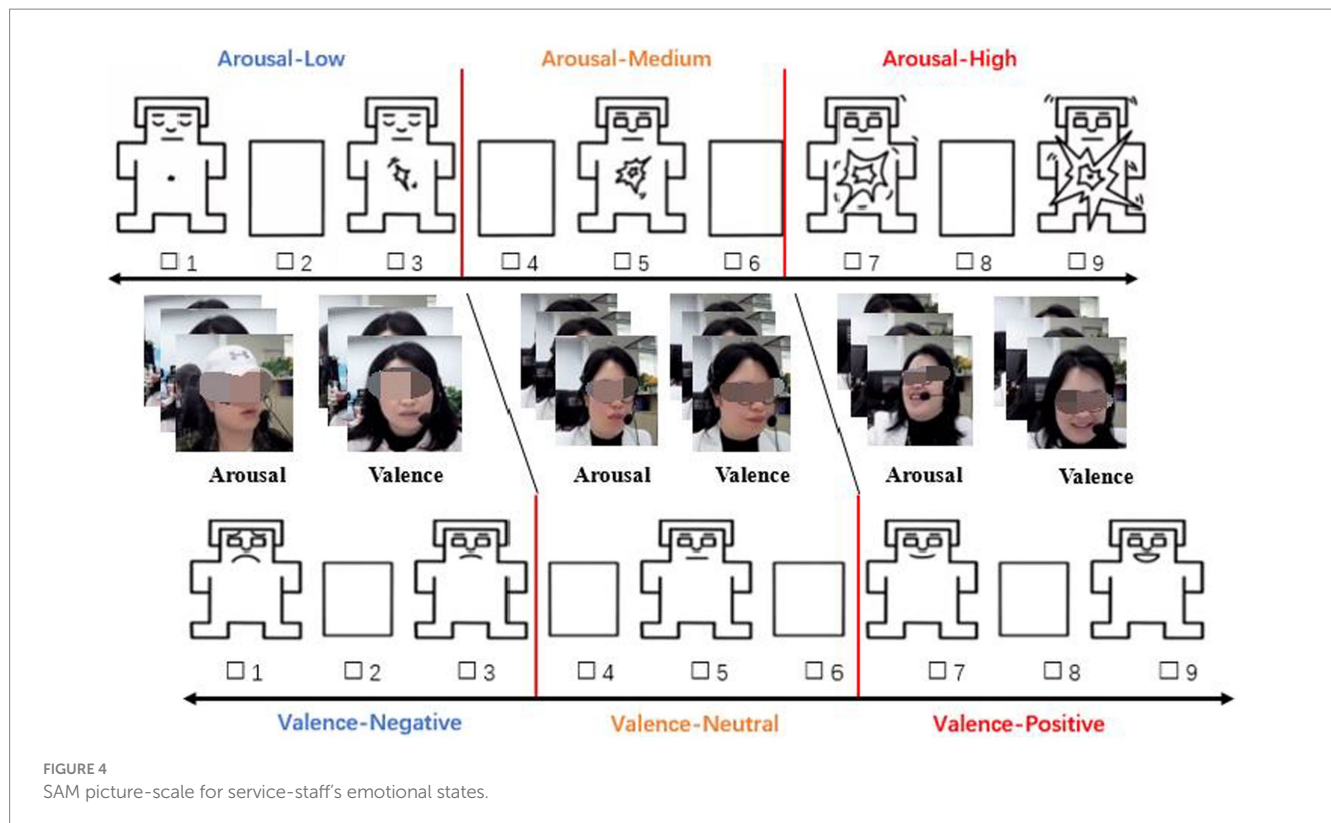 Arousal-Low Arousal-Medium Arousal-High
□ 1 □ 2 □ 3 □ 4 □ 5 □ 6 □ 7 □ 8 □ 9
Arousal Valence Arousal Valence Arousal Valence
□ 1 □ 2 □ 3 □ 4 □ 5 □ 6 □ 7 □ 8 □ 9
Valence-Negative Valence-Neutral Valence-Positive
FIGURE 4
SAM picture-scale for service-staff's emotional states.